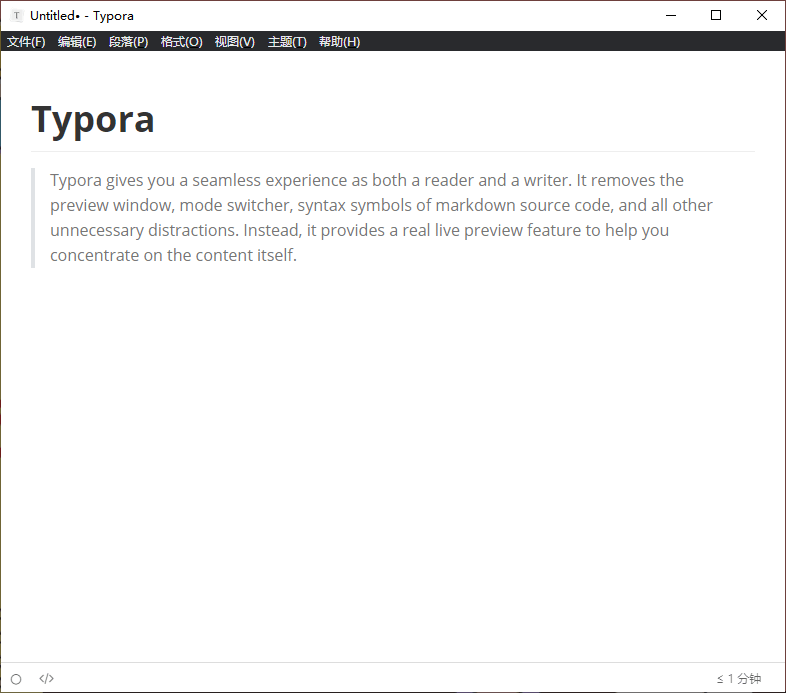 T Untitled• - Typora
文件(F) 编辑(E) 段落(P) 格式(O) 视图(V) 主题(T) 帮助(H)
Typora
Typora gives you a seamless experience as both a reader and a writer. It removes the
preview window, mode switcher, syntax symbols of markdown source code, and all other
unnecessary distractions. Instead, it provides a real live preview feature to help you
concentrate on the content itself.
</> ≤ 1 分钟